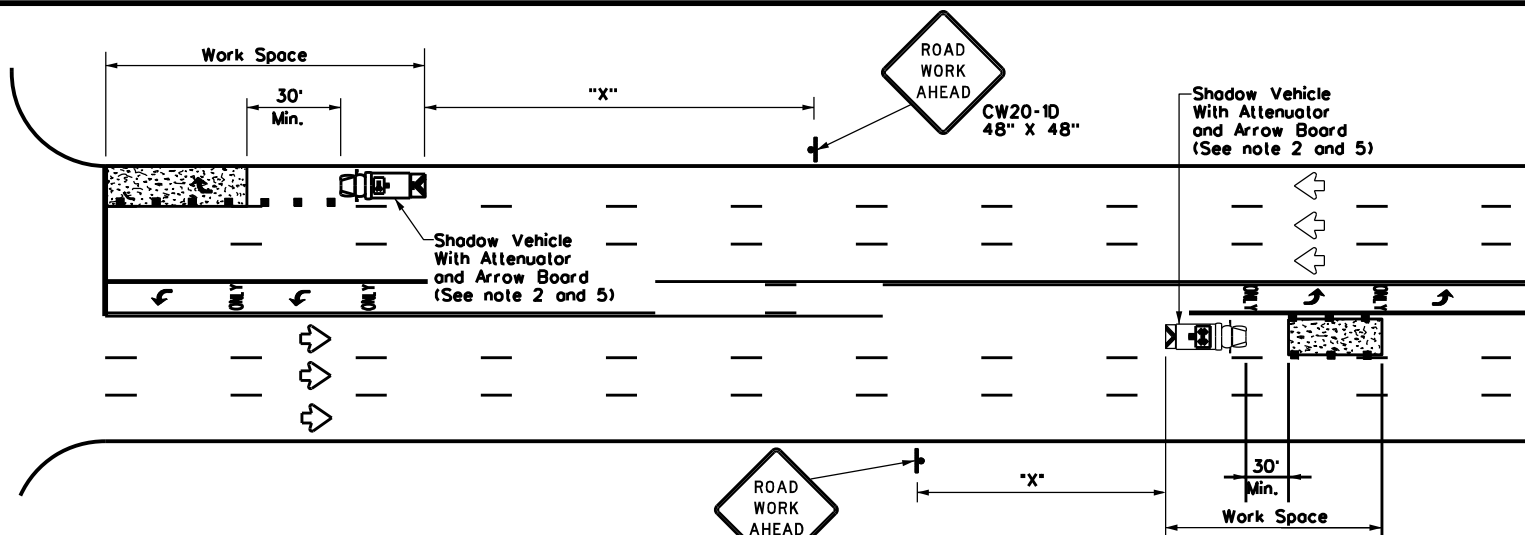 Work Space
30'
Min.
"X"
ROAD
WORK
AHEAD
CW20-1D
48" X 48"
Shadow Vehicle
With Attenuator
and Arrow Board
(See note 2 and 5)
Shadow Vehicle
With Attenuator
and Arrow Board
(See note 2 and 5)
ONLY
ONLY
ONLY
ONLY
ROAD
WORK
AHEAD
"X"
30'
Min.
Work Space